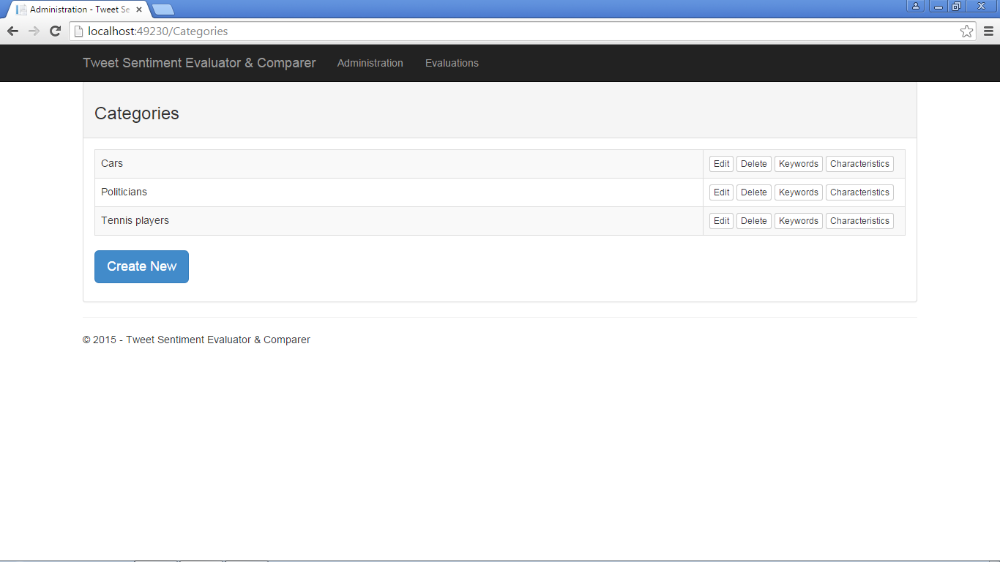 Administration - Tweet Se
localhost:49230/Categories
Tweet Sentiment Evaluator & Comparer Administration Evaluations
Categories
Cars Edit Delete Keywords Characteristics
Politicians Edit Delete Keywords Characteristics
Tennis players Edit Delete Keywords Characteristics
Create New
© 2015 - Tweet Sentiment Evaluator & Comparer